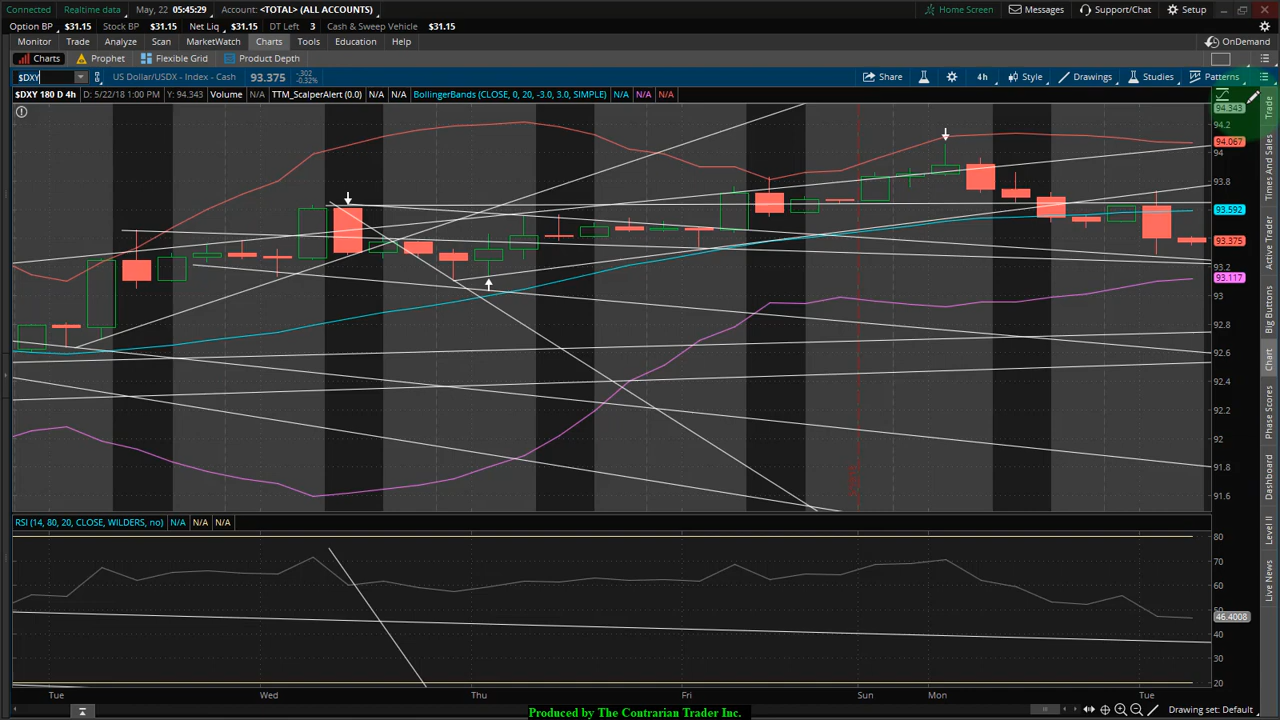 Connected Realtime data May, 22 05:45:29 Account: <TOTAL> (ALL ACCOUNTS) Home Screen Messages Support/Chat Setup
Option BP $31.15 Stock BP $31.15 Net Liq $31.15 DT Left 3 Cash & Sweep Vehicle $31.15
Monitor Trade Analyze Scan MarketWatch Charts Tools Education Help OnDemand
Charts Prophet Flexible Grid Product Depth
$DXY US Dollar/USDX - Index - Cash 93.375 -.302 -0.32% Share 4h Style Drawings Studies Patterns
$DXY 180 D 4h D: 5/22/18 1:00 PM Y: 94.343 Volume N/A TTM_ScalperAlert (0.0) N/A N/A BollingerBands (CLOSE, 0, 20, -3.0, 3.0, SIMPLE) N/A N/A N/A
94.343
94.2
94.067
94
93.8
93.592
93.375
93.2
93.117
93
92.8
92.6
92.4
92.2
92
91.8
91.6
Trade
Times And Sales
Active Trader
Big Buttons
Chart
Phase Scores
Dashboard
Level II
Live News
RSI (14, 80, 20, CLOSE, WILDERS, no) N/A N/A N/A
80
70
60
50
46.4008
40
30
20
Tue Wed Thu Fri Sun Mon Tue
Drawing set: Default
Produced by The Contrarian Trader Inc.